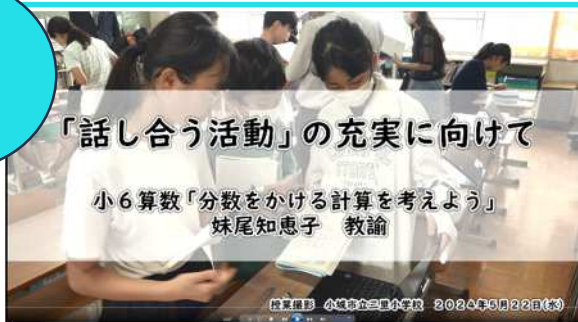 「話し合う活動」の充実に向けて
小6算数「分数をかける計算を考えよう」
妹尾知恵子 教諭
授業撮影 小城市立三里小学校 2024年5月22日(水)